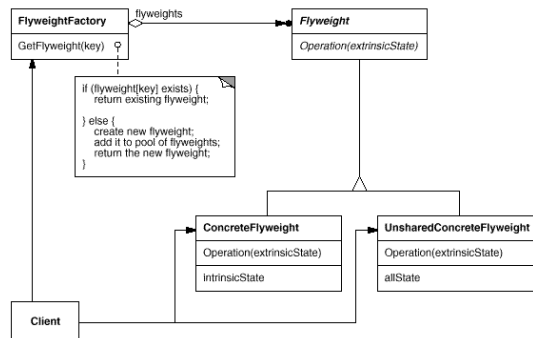 FlyweightFactory
flyweights
Flyweight
GetFlyweight(key)
Operation(extrinsicState)
if (flyweight[key] exists) {
return existing flyweight;
} else {
create new flyweight;
add it to pool of flyweights;
return the new flyweight;
}
ConcreteFlyweight
Operation(extrinsicState)
intrinsicState
UnsharedConcreteFlyweight
Operation(extrinsicState)
allState
Client